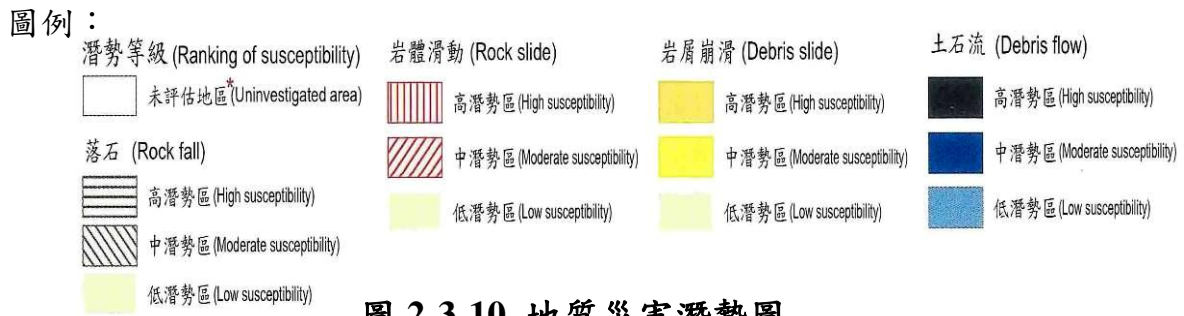 圖例：
潛勢等級 (Ranking of susceptibility)
未評估地區*(Uninvestigated area)
落石 (Rock fall)
高潛勢區(High susceptibility)
中潛勢區(Moderate susceptibility)
低潛勢區(Low susceptibility)
岩體滑動 (Rock slide)
高潛勢區(High susceptibility)
中潛勢區(Moderate susceptibility)
低潛勢區(Low susceptibility)
岩屑崩滑 (Debris slide)
高潛勢區(High susceptibility)
中潛勢區(Moderate susceptibility)
低潛勢區(Low susceptibility)
土石流 (Debris flow)
高潛勢區(High susceptibility)
中潛勢區(Moderate susceptibility)
低潛勢區(Low susceptibility)
圖 2.3.10 地質災害潛勢圖